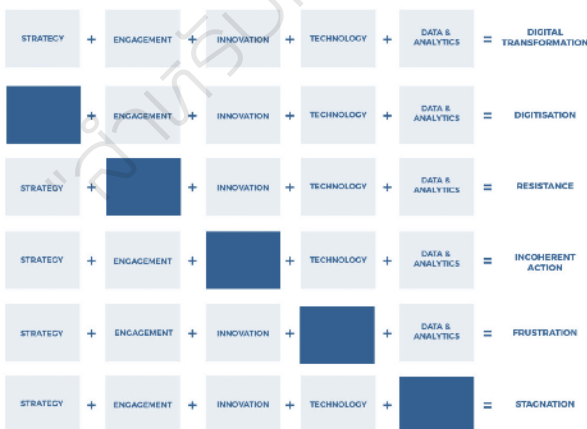 STRATEGY + ENGAGEMENT + INNOVATION + TECHNOLOGY + DATA & ANALYTICS = DIGITAL TRANSFORMATION
+ ENGAGEMENT + INNOVATION + TECHNOLOGY + DATA & ANALYTICS = DIGITISATION
STRATEGY + + INNOVATION + TECHNOLOGY + DATA & ANALYTICS = RESISTANCE
STRATEGY + ENGAGEMENT + + TECHNOLOGY + DATA & ANALYTICS = INCOHERENT ACTION
STRATEGY + ENGAGEMENT + INNOVATION + + DATA & ANALYTICS = FRUSTRATION
STRATEGY + ENGAGEMENT + INNOVATION + TECHNOLOGY + = STAGNATION